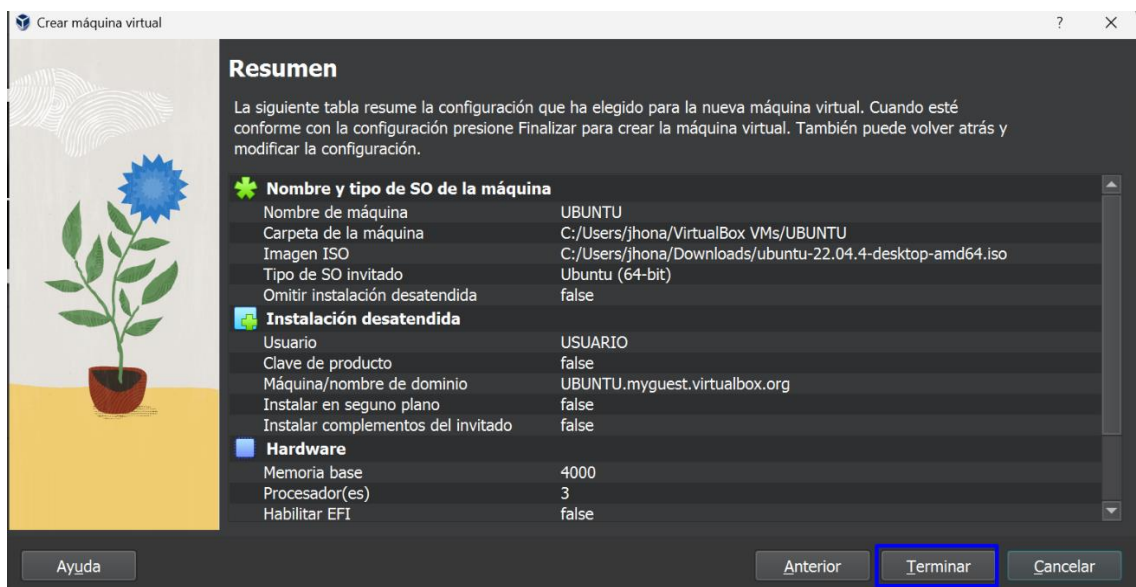 Crear máquina virtual ?
Resumen
La siguiente tabla resume la configuración que ha elegido para la nueva máquina virtual. Cuando esté
conforme con la configuración presione Finalizar para crear la máquina virtual. También puede volver atrás y
modificar la configuración.
Nombre y tipo de SO de la máquina
Nombre de máquina UBUNTU
Carpeta de la máquina C:/Users/jhona/VirtualBox VMs/UBUNTU
Imagen ISO C:/Users/jhona/Downloads/ubuntu-22.04.4-desktop-amd64.iso
Tipo de SO invitado Ubuntu (64-bit)
Omitir instalación desatendida false
Instalación desatendida
Usuario USUARIO
Clave de producto false
Máquina/nombre de dominio UBUNTU.myguest.virtualbox.org
Instalar en seguno plano false
Instalar complementos del invitado false
Hardware
Memoria base 4000
Procesador(es) 3
Habilitar EFI false
Ayuda Anterior Terminar Cancelar